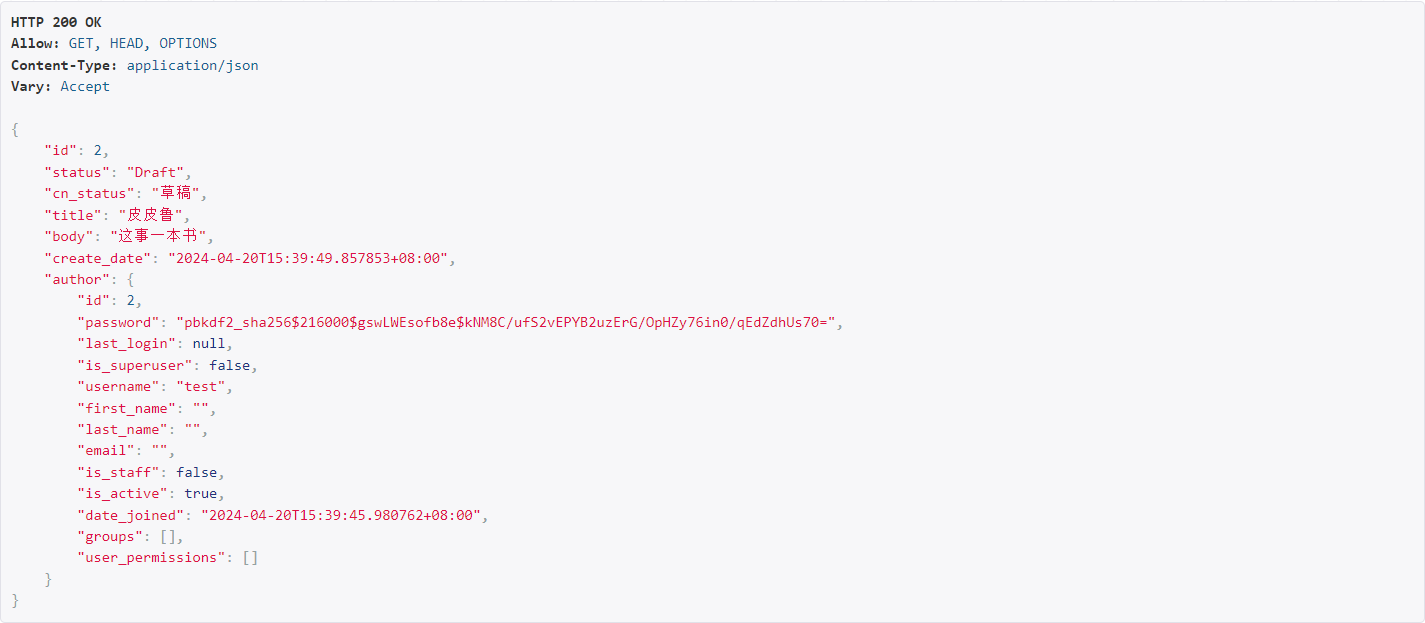 HTTP 200 OK
Allow: GET, HEAD, OPTIONS
Content-Type: application/json
Vary: Accept
{
"id": 2,
"status": "Draft",
"cn_status": "草稿",
"title": "皮皮鲁",
"body": "这事一本书",
"create_date": "2024-04-20T15:39:49.857853+08:00",
"author": {
"id": 2,
"password": "pbkdf2_sha256$216000$gswLWEsofb8e$kNM8C/ufS2vEPYB2uzErG/OpHZy76in0/qEdZdhUs70=",
"last_login": null,
"is_superuser": false,
"username": "test",
"first_name": "",
"last_name": "",
"email": "",
"is_staff": false,
"is_active": true,
"date_joined": "2024-04-20T15:39:45.980762+08:00",
"groups": [],
"user_permissions": []
}
}